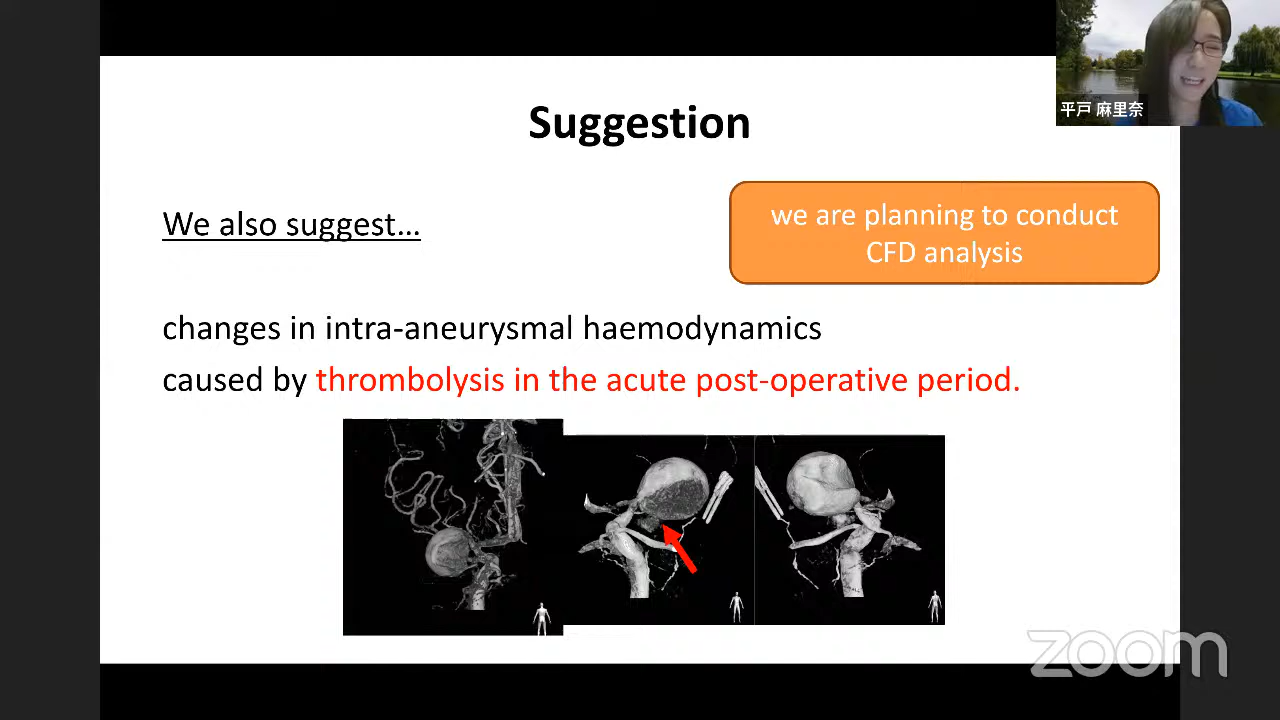 平戸 麻里奈
Suggestion
We also suggest…
we are planning to conduct
CFD analysis
changes in intra-aneurysmal haemodynamics
caused by thrombolysis in the acute post-operative period.
zoom